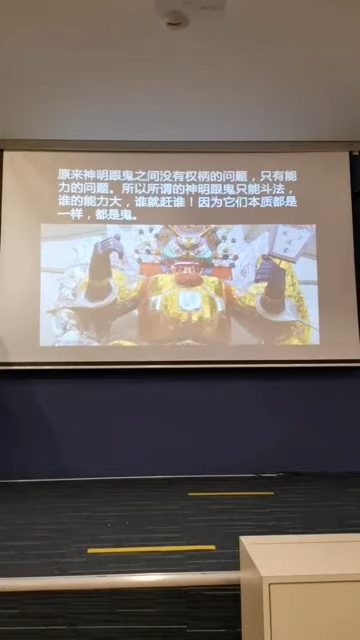 原来神明跟鬼之间没有权柄的问题，只有能
力的问题。所以所谓的神明跟鬼只能斗法，
谁的能力大，谁就赶谁！因为它们本质都是
一样，都是鬼。